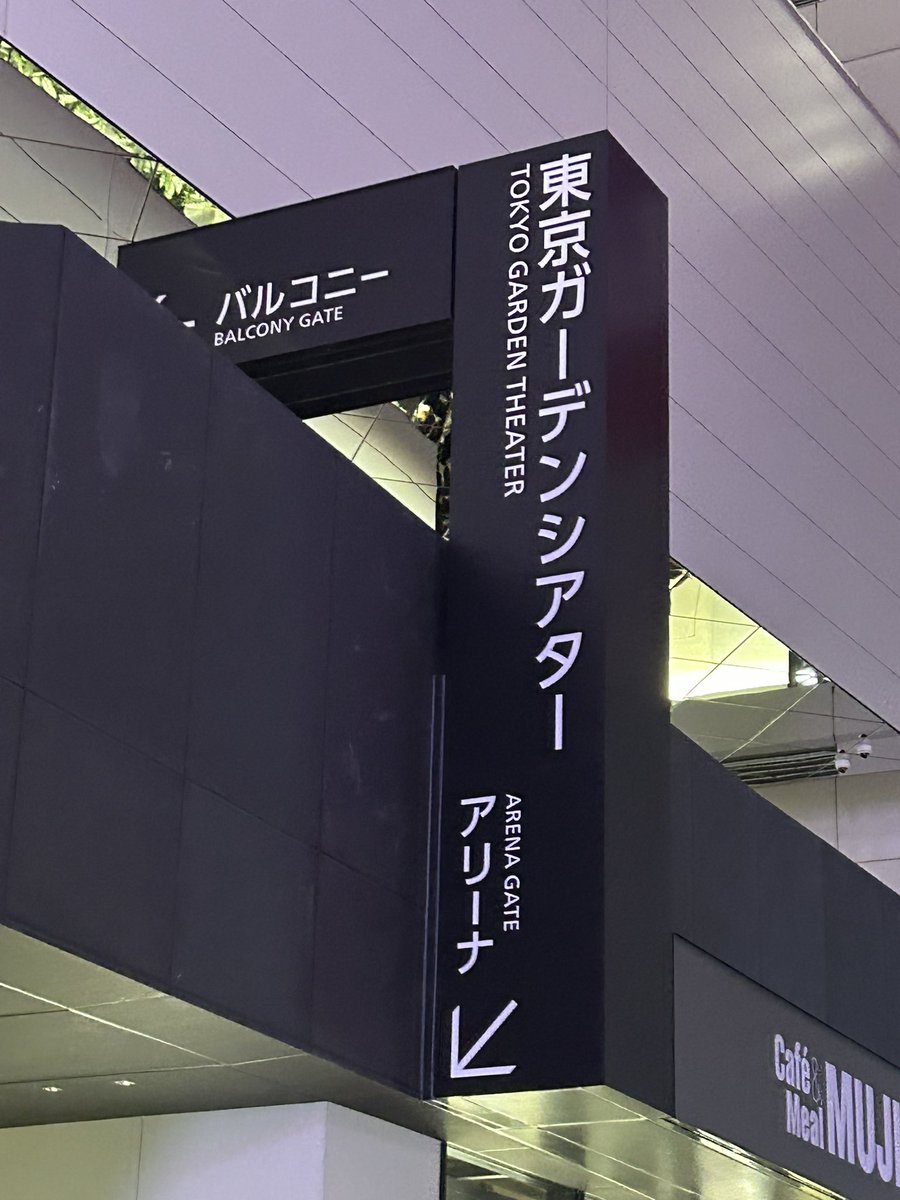 東京ガーデンシアター
TOKYO GARDEN THEATER
バルコニー
BALCONY GATE
ARENA GATE
アリーナ
Café &
Meal
MUJI